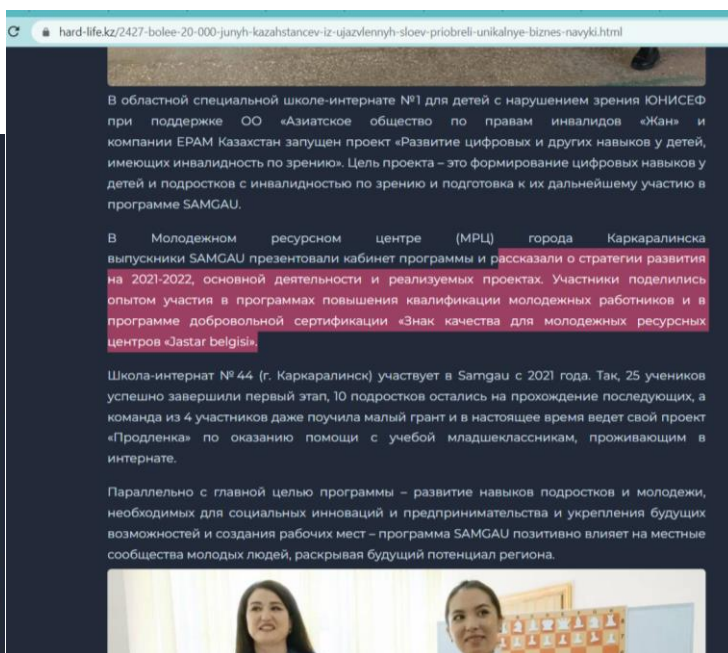 hard-life.kz/2427-bolee-20-000-junyh-kazahstancev-iz-ujazvlennyh-sloev-priobreli-unikalnye-biznes-navyki.html
В областной специальной школе-интернате №1 для детей с нарушением зрения ЮНИСЕФ
при поддержке ОО «Азиатское общество по правам инвалидов «Жан» и
компании EPAM Казахстан запущен проект «Развитие цифровых и других навыков у детей,
имеющих инвалидность по зрению». Цель проекта – это формирование цифровых навыков у
детей и подростков с инвалидностью по зрению и подготовка к их дальнейшему участию в
программе SAMGAU.
В Молодежном ресурсном центре (МРЦ) города Каркаралинска
выпускники SAMGAU презентовали кабинет программы и рассказали о стратегии развития
на 2021-2022, основной деятельности и реализуемых проектах. Участники поделились
опытом участия в программах повышения квалификации молодежных работников и в
программе добровольной сертификации «Знак качества для молодежных ресурсных
центров «Jastar belgisi».
Школа-интернат №44 (г. Каркаралинск) участвует в Samgau с 2021 года. Так, 25 учеников
успешно завершили первый этап, 10 подростков остались на прохождение последующих, а
команда из 4 участников даже поучила малый грант и в настоящее время ведет свой проект
«Продленка» по оказанию помощи с учебой младшеклассникам, проживающим в
интернате.
Параллельно с главной целью программы – развитие навыков подростков и молодежи,
необходимых для социальных инноваций и предпринимательства и укрепления будущих
возможностей и создания рабочих мест – программа SAMGAU позитивно влияет на местные
сообщества молодых людей, раскрывая будущий потенциал региона.